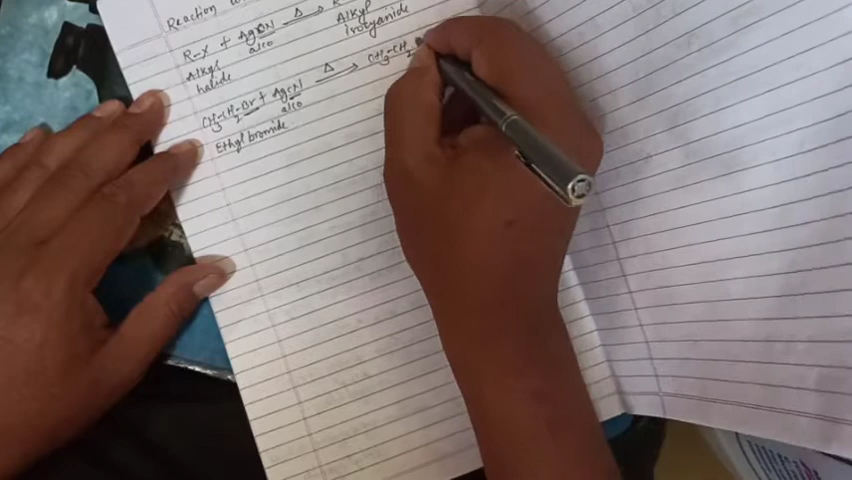 Reaction
R-X + AgCN Δ →
alco
Alkyl halide
Alkyl isocyanide
CH3-CH2-Br + AgCN Δ → CH3-CH2
alco
Ethyl bromide